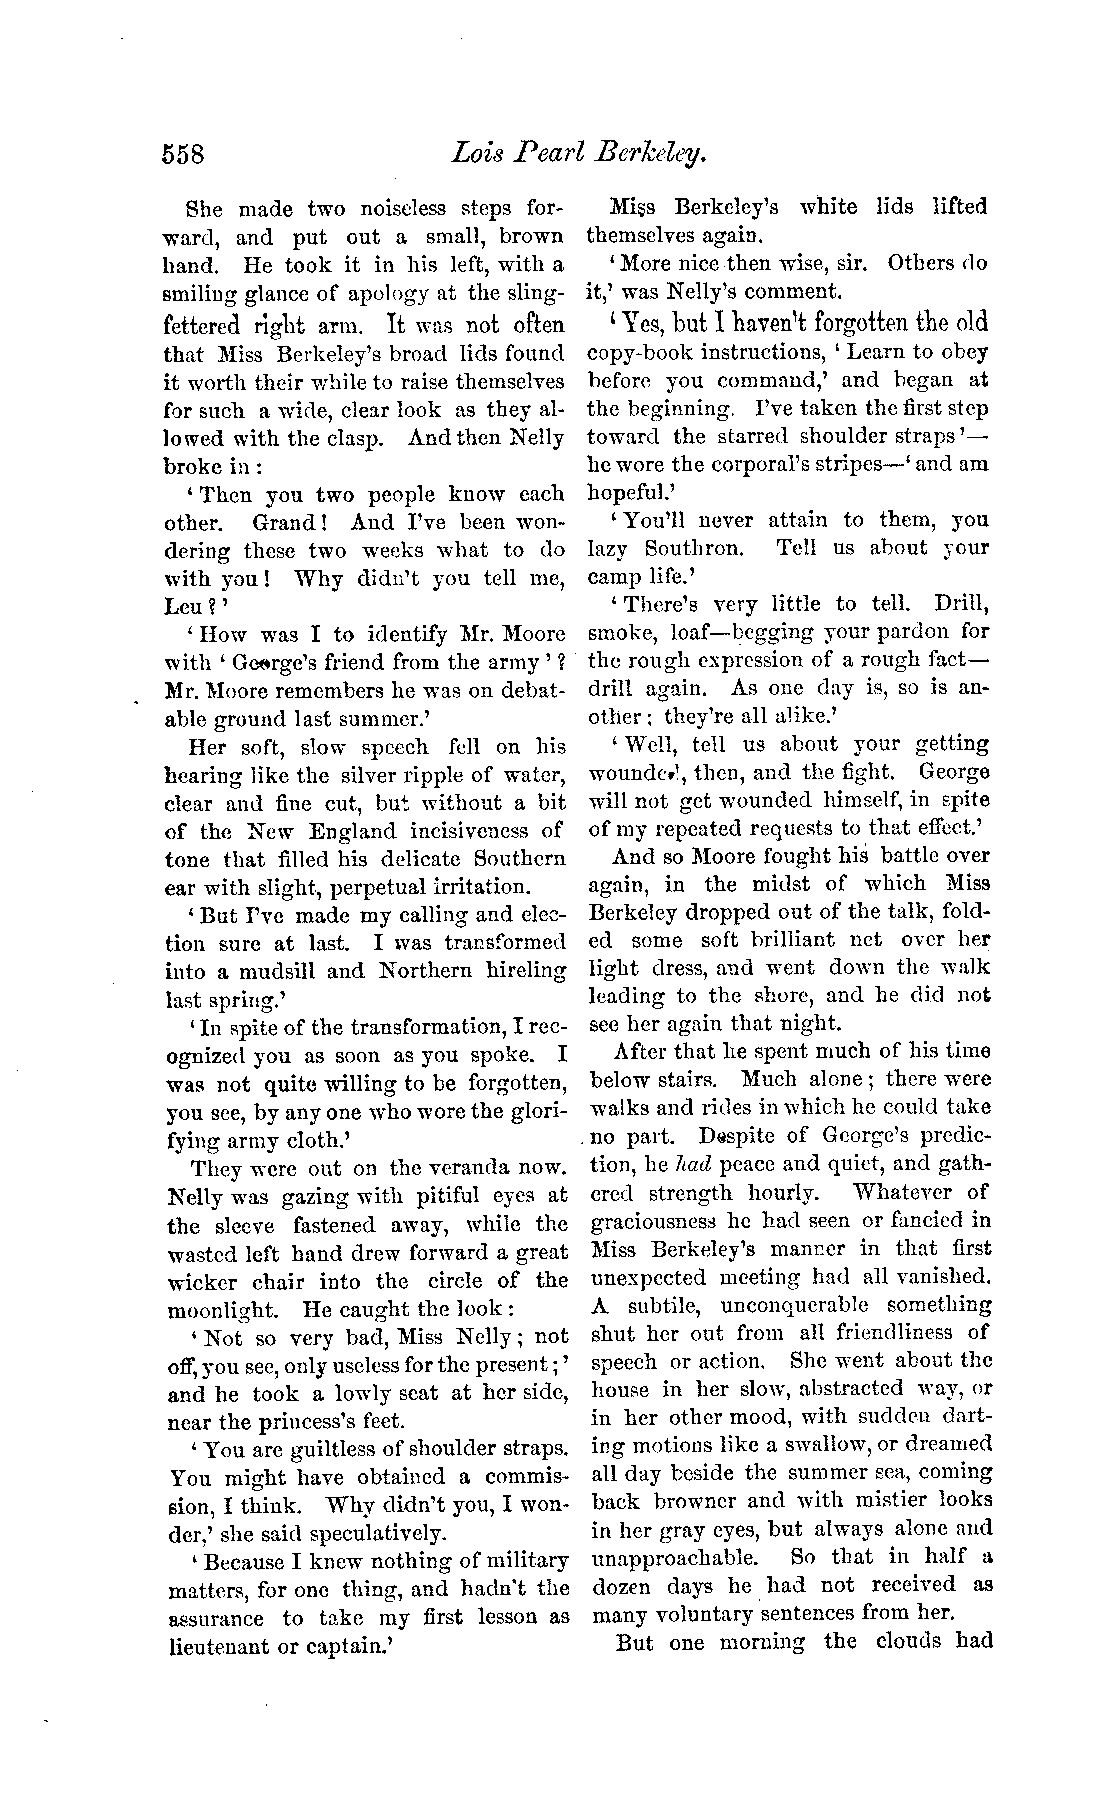 558 Lois Pearl Berkeley.
She made two noiseless steps for-
ward, and put out a small, brown
hand. He took it in his left, with a
smiling glance of apology at the sling-
fettered right arm. It was not often
that Miss Berkeley's broad lids found
it worth their while to raise themselves
for such a wide, clear look as they al-
lowed with the clasp. And then Nelly
broke in:
'Then you two people know each
other. Grand! And I've been won-
dering these two weeks what to do
with you! Why didn't you tell me,
Leu?'
'How was I to identify Mr. Moore
with 'George's friend from the army'?
Mr. Moore remembers he was on debat-
able ground last summer.'
Her soft, slow speech fell on his
hearing like the silver ripple of water,
clear and fine cut, but without a bit
of the New England incisiveness of
tone that filled his delicate Southern
ear with slight, perpetual irritation.
'But I've made my calling and elec-
tion sure at last. I was transformed
into a mudsill and Northern hireling
last spring.'
'In spite of the transformation, I rec-
ognized you as soon as you spoke. I
was not quite willing to be forgotten,
you see, by any one who wore the glori-
fying army cloth.'
They were out on the veranda now.
Nelly was gazing with pitiful eyes at
the sleeve fastened away, while the
wasted left hand drew forward a great
wicker chair into the circle of the
moonlight. He caught the look:
'Not so very bad, Miss Nelly; not
off, you see, only useless for the present;'
and he took a lowly seat at her side,
near the princess's feet.
'You are guiltless of shoulder straps.
You might have obtained a commis-
sion, I think. Why didn't you, I won-
der,' she said speculatively.
'Because I knew nothing of military
matters, for one thing, and hadn't the
assurance to take my first lesson as
lieutenant or captain.'
Miss Berkeley's white lids lifted
themselves again.
'More nice then wise, sir. Others do
it,' was Nelly's comment.
'Yes, but I haven't forgotten the old
copy-book instructions, 'Learn to obey
before you command,' and began at
the beginning. I've taken the first step
toward the starred shoulder straps'—
he wore the corporal's stripes—'and am
hopeful.'
'You'll never attain to them, you
lazy Southron. Tell us about your
camp life.'
'There's very little to tell. Drill,
smoke, loaf—begging your pardon for
the rough expression of a rough fact—
drill again. As one day is, so is an-
other; they're all alike.'
'Well, tell us about your getting
wounded, then, and the fight. George
will not get wounded himself, in spite
of my repeated requests to that effect.'
And so Moore fought his battle over
again, in the midst of which Miss
Berkeley dropped out of the talk, fold-
ed some soft brilliant net over her
light dress, and went down the walk
leading to the shore, and he did not
see her again that night.
After that he spent much of his time
below stairs. Much alone; there were
walks and rides in which he could take
no part. Despite of George's predic-
tion, he had peace and quiet, and gath-
ered strength hourly. Whatever of
graciousness he had seen or fancied in
Miss Berkeley's manner in that first
unexpected meeting had all vanished.
A subtile, unconquerable something
shut her out from all friendliness of
speech or action. She went about the
house in her slow, abstracted way, or
in her other mood, with sudden dart-
ing motions like a swallow, or dreamed
all day beside the summer sea, coming
back browner and with mistier looks
in her gray eyes, but always alone and
unapproachable. So that in half a
dozen days he had not received as
many voluntary sentences from her.
But one morning the clouds had